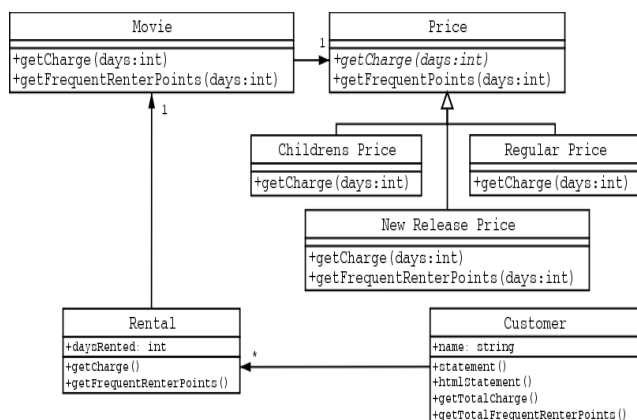 Movie
+getCharge(days:int)
+getFrequentRenterPoints(days:int)
1
Price
+getCharge(days:int)
+getFrequentPoints(days:int)
1
Childrens Price
+getCharge(days:int)
Regular Price
+getCharge(days:int)
New Release Price
+getCharge(days:int)
+getFrequentRenterPoints(days:int)
Rental
+daysRented: int
+getCharge()
+getFrequentRenterPoints()
*
Customer
+name: string
+statement()
+htmlStatement()
+getTotalCharge()
+getTotalFrequentRenterPoints()